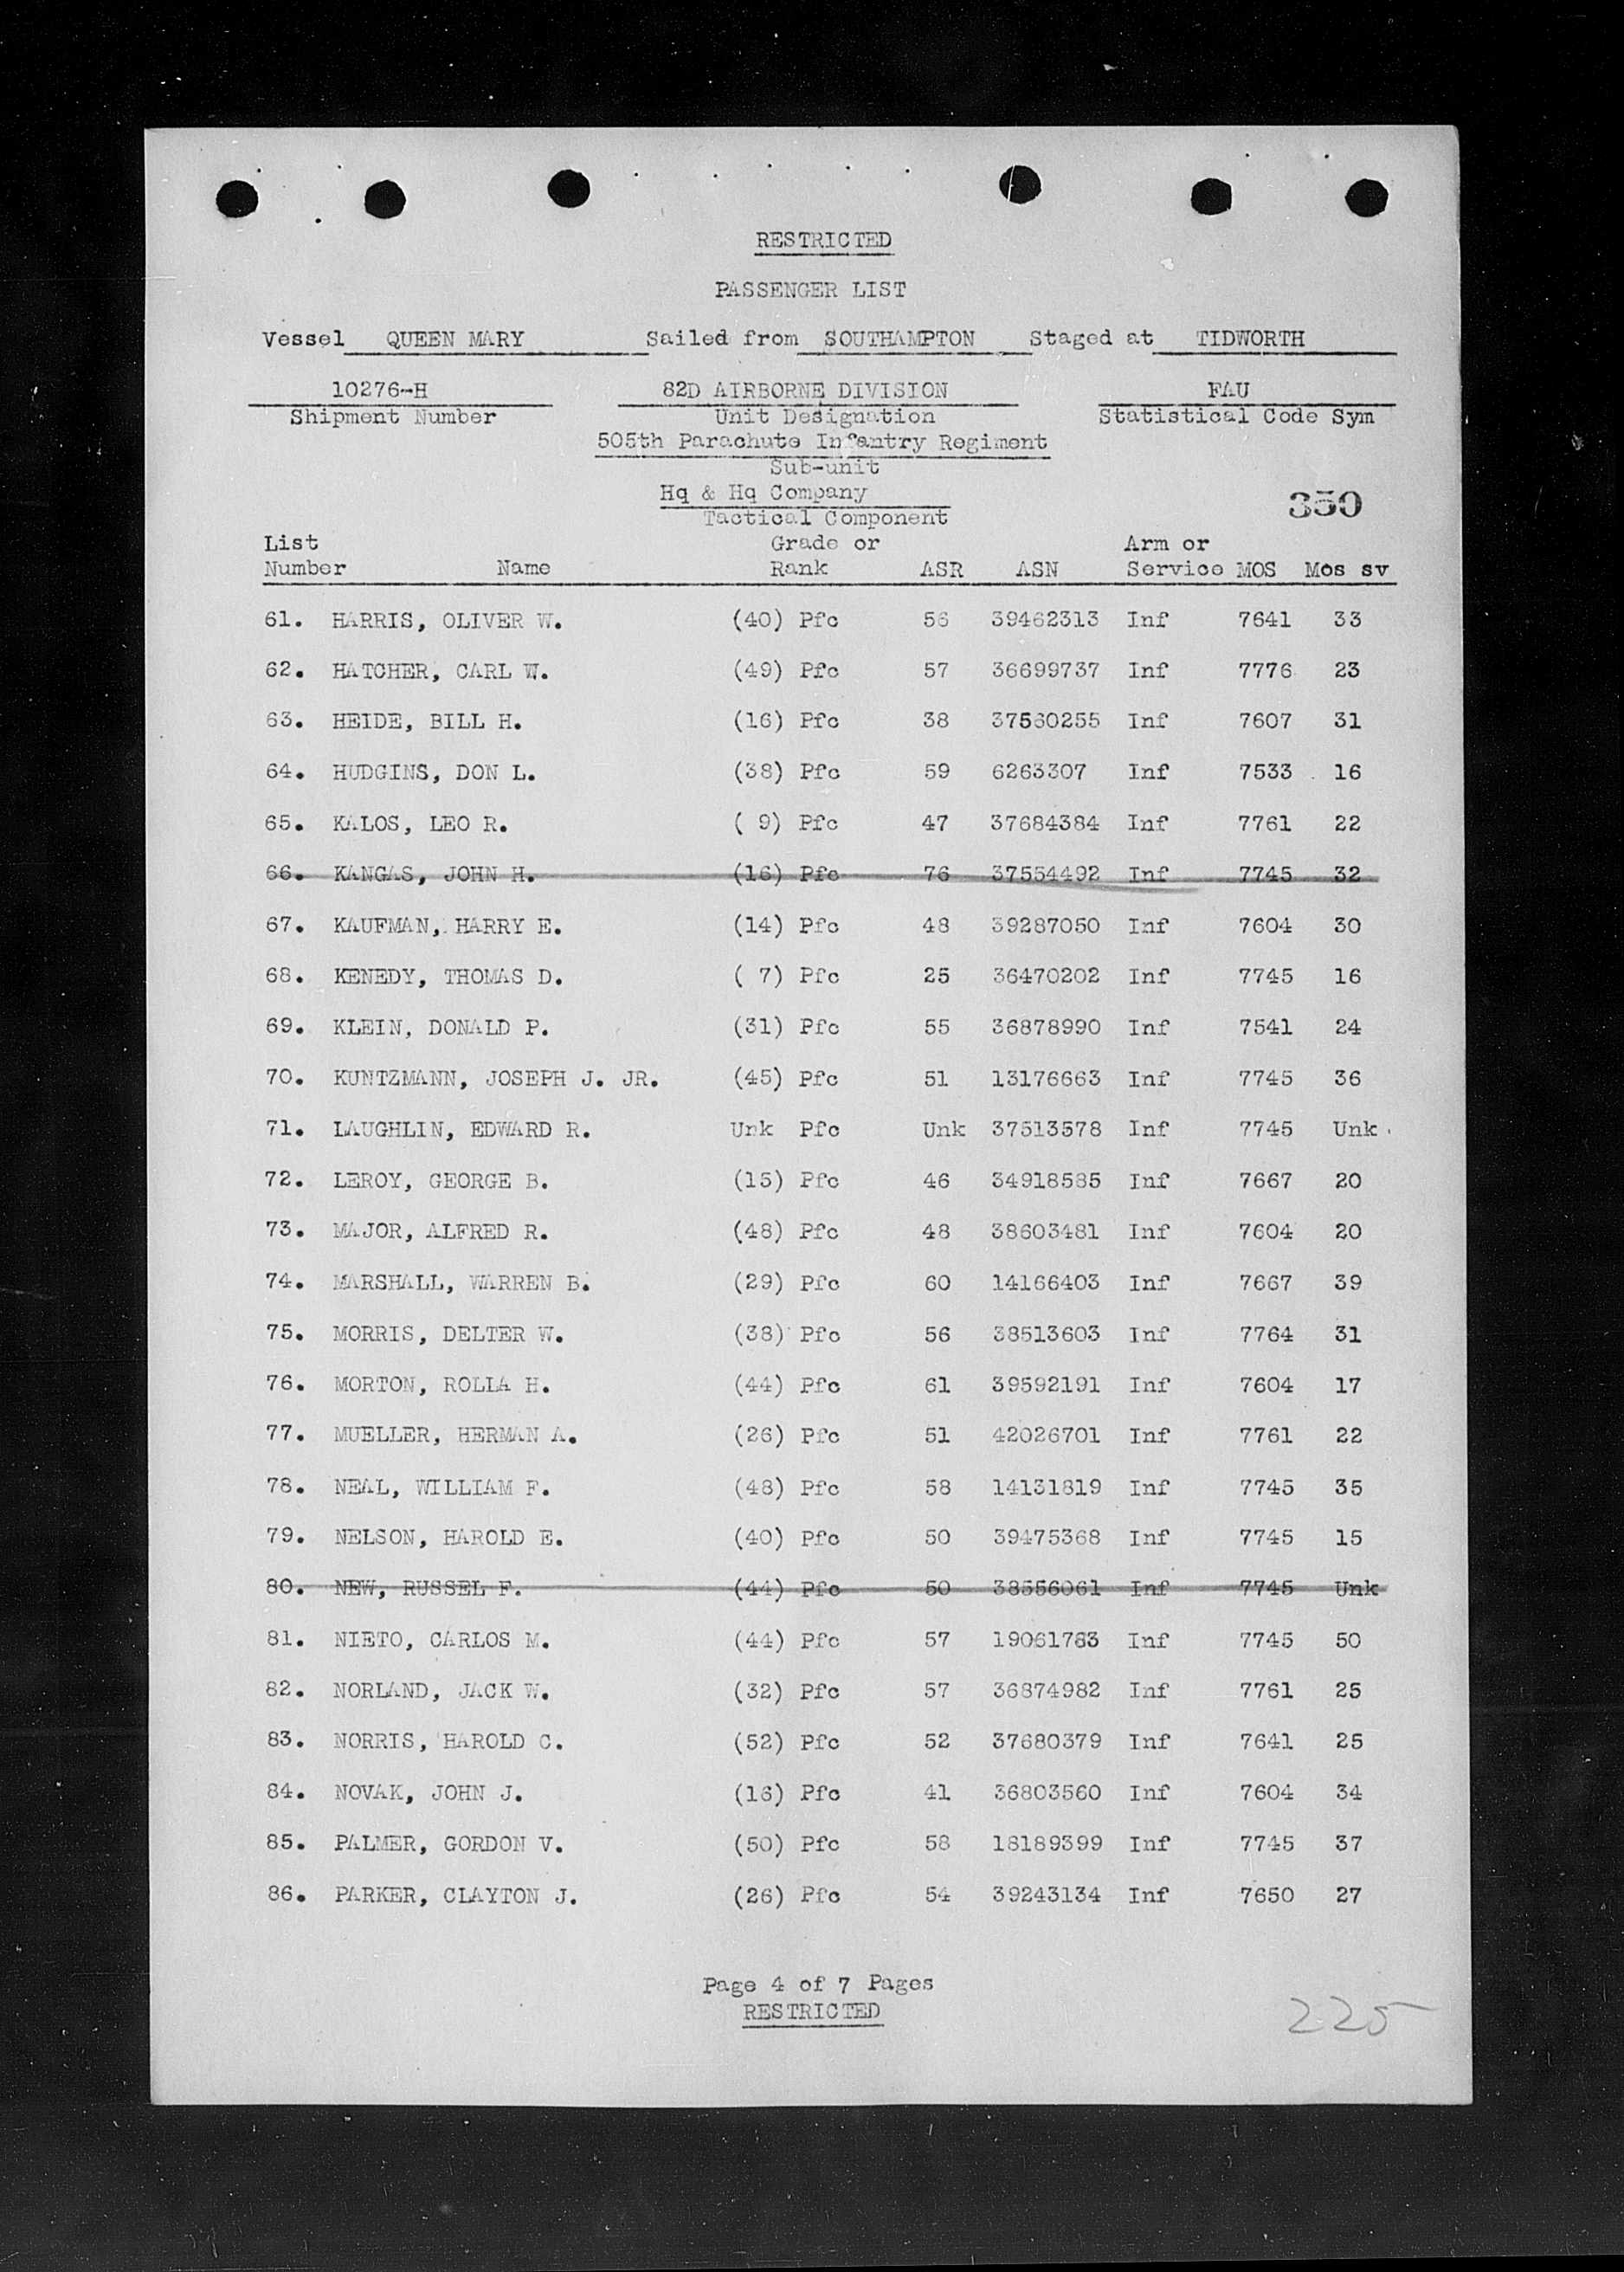 RESTRICTED
PASSENGER LIST
Vessel QUEEN MARY Sailed from SOUTHAMPTON Staged at TIDWORTH
10276-H 82D AIRBORNE DIVISION FAU
Shipment Number Unit Designation Statistical Code Sym
505th Parachute Infantry Regiment
Sub-unit
Hq & Hq Company 350
Tactical Component
List Grade or Arm or
Number Name Rank ASR ASN Service MOS Mos sv
61. HARRIS, OLIVER W. (40) Pfc 56 39462313 Inf 7641 33
62. HATCHER, CARL W. (49) Pfc 57 36699737 Inf 7776 23
63. HEIDE, BILL H. (16) Pfc 38 37560255 Inf 7607 31
64. HUDGINS, DON L. (38) Pfc 59 6263307 Inf 7533 16
65. KALOS, LEO R. ( 9) Pfc 47 37684384 Inf 7761 22
66. KANGAS, JOHN H. (16) Pfc 76 37554492 Inf 7745 32
67. KAUFMAN, HARRY E. (14) Pfc 48 39287050 Inf 7604 30
68. KENEDY, THOMAS D. ( 7) Pfc 25 36470202 Inf 7745 16
69. KLEIN, DONALD P. (31) Pfc 55 36878990 Inf 7541 24
70. KUNTZMANN, JOSEPH J. JR. (45) Pfc 51 13176663 Inf 7745 36
71. LAUGHLIN, EDWARD R. Unk Pfc Unk 37513578 Inf 7745 Unk
72. LEROY, GEORGE B. (15) Pfc 46 34918585 Inf 7667 20
73. MAJOR, ALFRED R. (48) Pfc 48 38603481 Inf 7604 20
74. MARSHALL, WARREN B. (29) Pfc 60 14166403 Inf 7667 39
75. MORRIS, DELTER W. (38) Pfc 56 38513603 Inf 7764 31
76. MORTON, ROLLA H. (44) Pfc 61 39592191 Inf 7604 17
77. MUELLER, HERMAN A. (26) Pfc 51 42026701 Inf 7761 22
78. NEAL, WILLIAM F. (48) Pfc 58 14131819 Inf 7745 35
79. NELSON, HAROLD E. (40) Pfc 50 39475368 Inf 7745 15
80. NEW, RUSSEL F. (44) Pfc 50 38556061 Inf 7745 Unk
81. NIETO, CARLOS M. (44) Pfc 57 19061783 Inf 7745 50
82. NORLAND, JACK W. (32) Pfc 57 36874982 Inf 7761 25
83. NORRIS, HAROLD C. (52) Pfc 52 37680379 Inf 7641 25
84. NOVAK, JOHN J. (16) Pfc 41 36803560 Inf 7604 34
85. PALMER, GORDON V. (50) Pfc 58 18189399 Inf 7745 37
86. PARKER, CLAYTON J. (26) Pfc 54 39243134 Inf 7650 27
Page 4 of 7 Pages
RESTRICTED
225